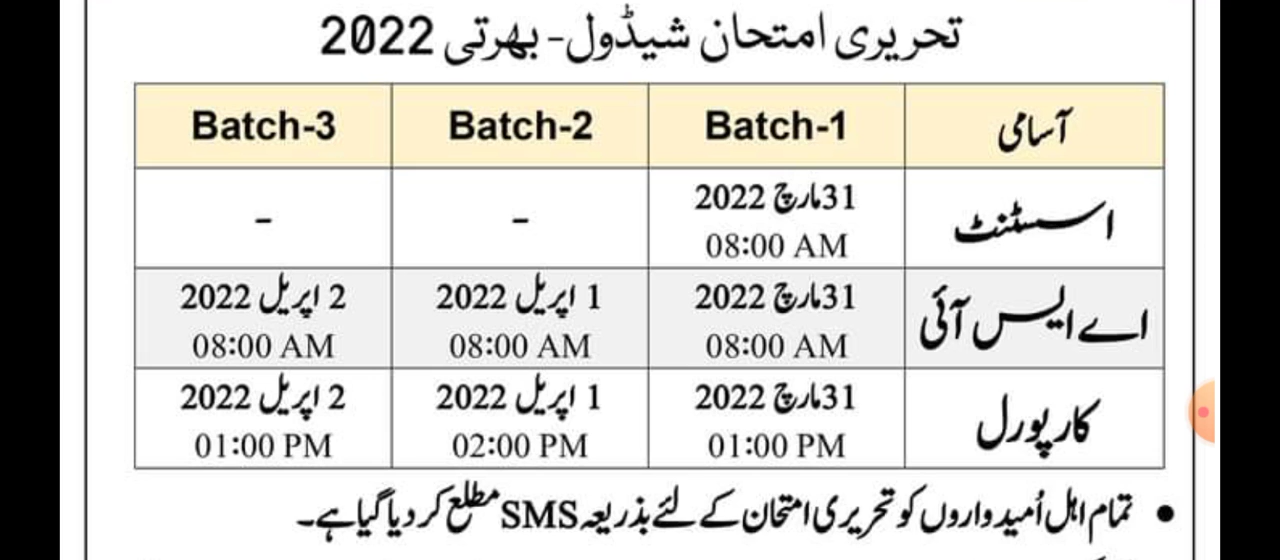 تحریری امتحان شیڈول-بھرتی 2022
آسامی Batch-1 Batch-2 Batch-3
اسسٹنٹ 31مارچ 2022 08:00 AM - -
اے ایس آئی 31مارچ 2022 08:00 AM 1 اپریل 2022 08:00 AM 2 اپریل 2022 08:00 AM
کارپورل 31مارچ 2022 01:00 PM 1 اپریل 2022 02:00 PM 2 اپریل 2022 01:00 PM
• تمام اہل اُمیدواروں کو تحریری امتحان کے لئے بذریعہ SMS مطلع کر دیا گیا ہے۔